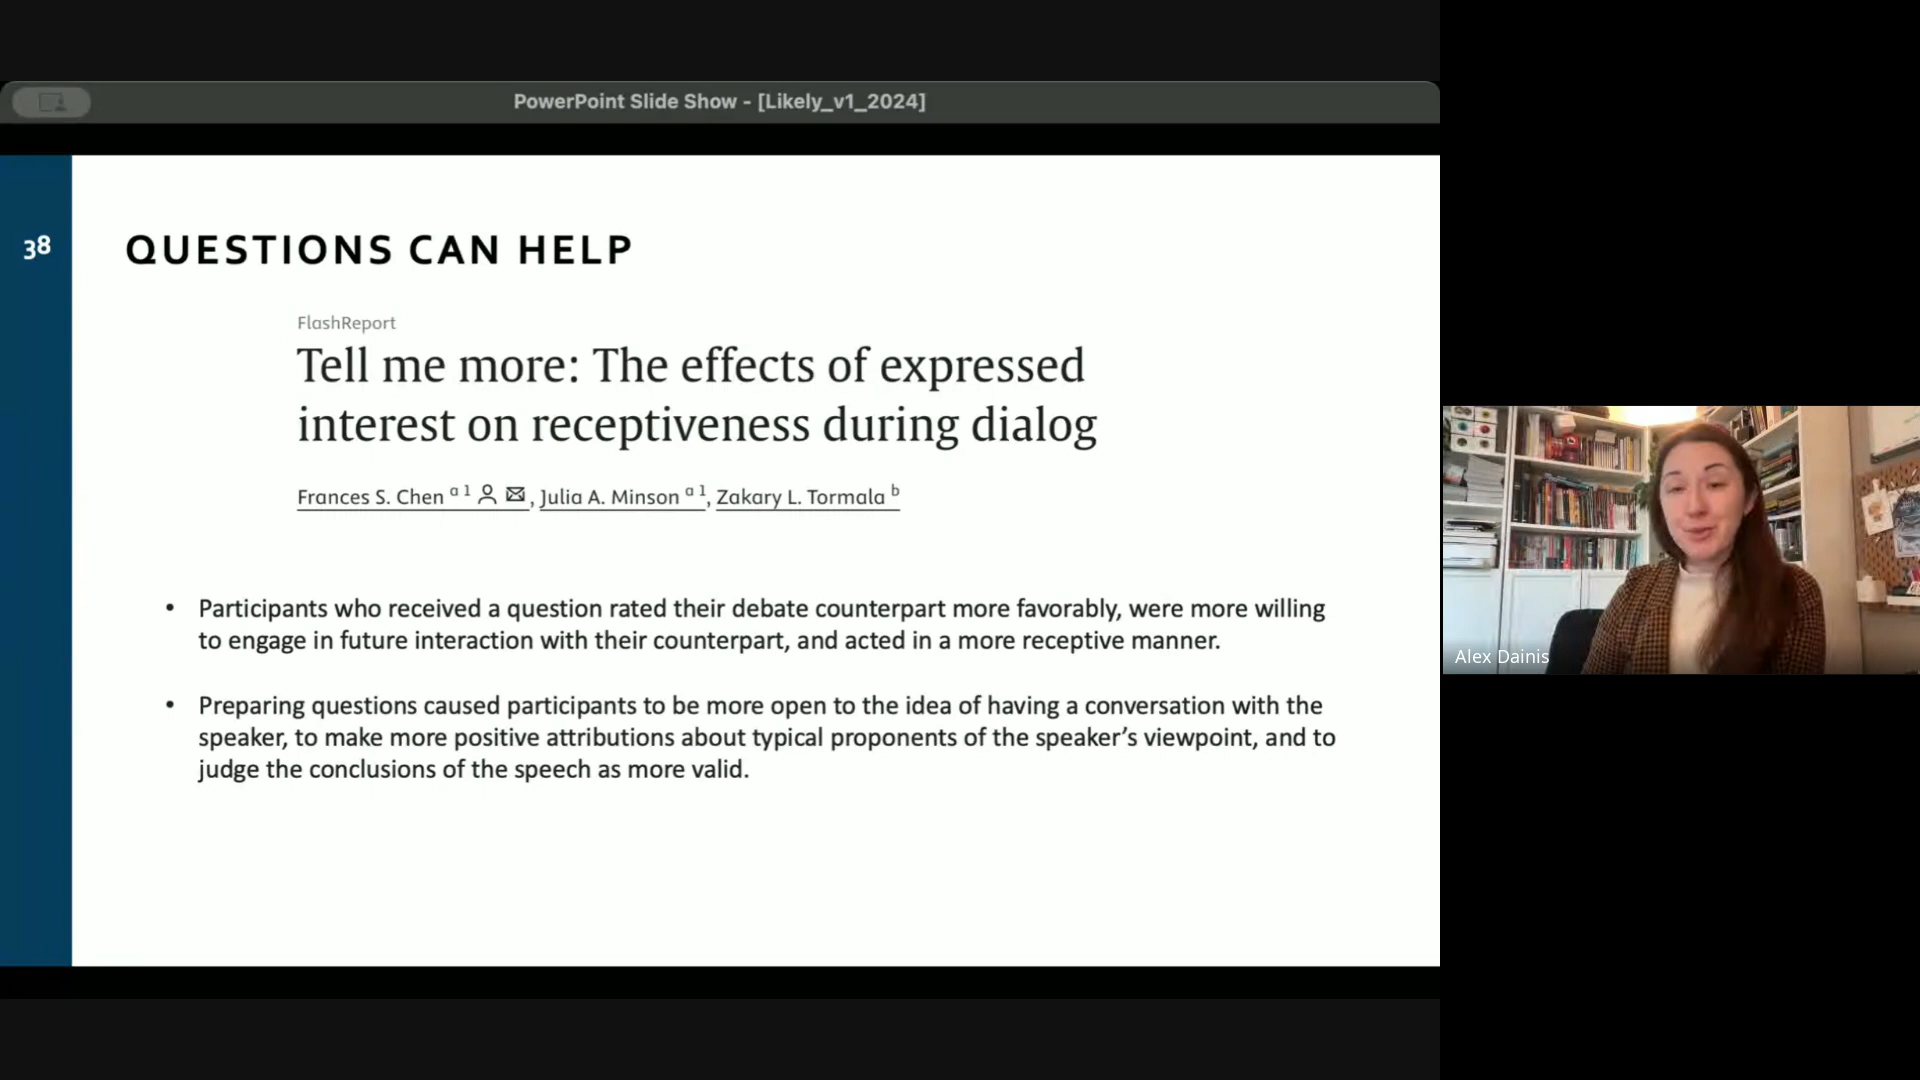 PowerPoint Slide Show - [Likely_v1_2024]
38
QUESTIONS CAN HELP
FlashReport
Tell me more: The effects of expressed
interest on receptiveness during dialog
Frances S. Chen a 1, Julia A. Minson a 1, Zakary L. Tormala b
• Participants who received a question rated their debate counterpart more favorably, were more willing
to engage in future interaction with their counterpart, and acted in a more receptive manner.
• Preparing questions caused participants to be more open to the idea of having a conversation with the
speaker, to make more positive attributions about typical proponents of the speaker’s viewpoint, and to
judge the conclusions of the speech as more valid.
Alex Dainis